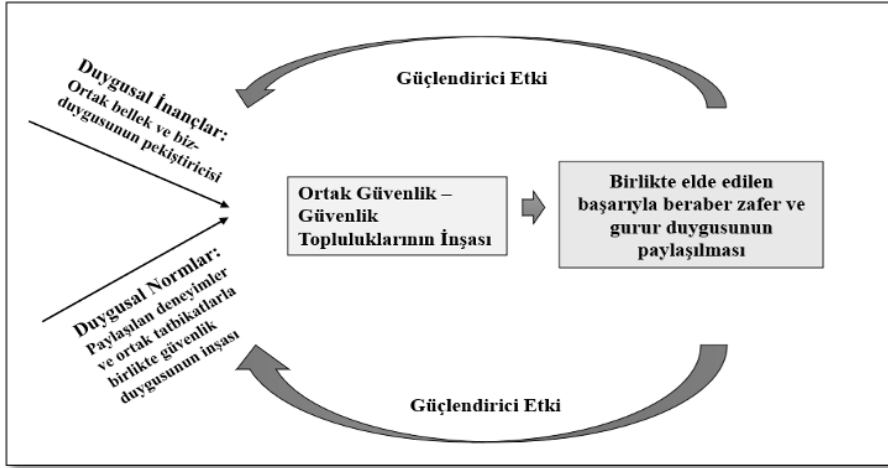 Güçlendirici Etki
Duygusal İnançlar:
Ortak bellek ve biz-
duygusunun pekiştiricisi
Ortak Güvenlik –
Güvenlik
Topluluklarının İnşası
Birlikte elde edilen
başarıyla beraber zafer ve
gurur duygusunun
paylaşılması
Duygusal Normlar:
Paylaşılan deneyimler
ve ortak tatbikatlarla
birlikte güvenlik
duygusunun inşası
Güçlendirici Etki